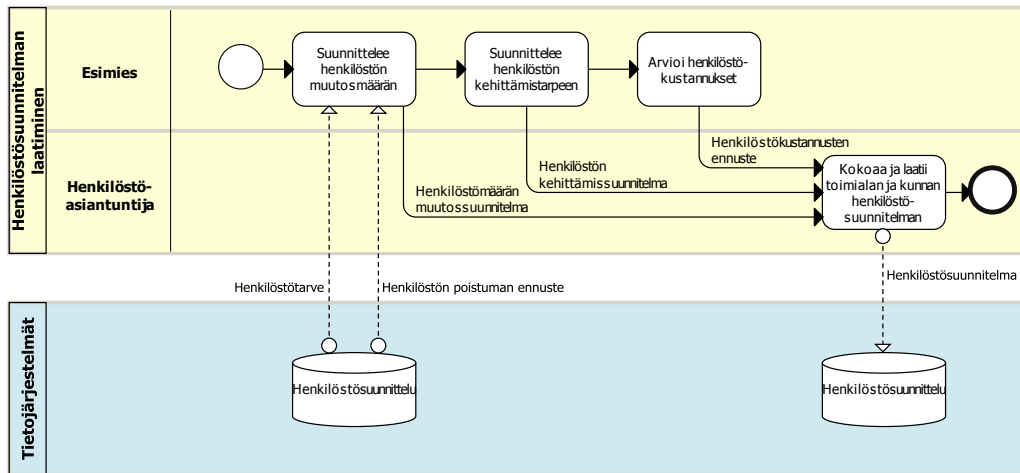 Henkilöstösuunnitelman
laatiminen
Esimies
Suunnittelee
henkilöstön
muutosmäärän
Suunnittelee
henkilöstön
kehittämistarpeen
Arvioi henkilöstö-
kustannukset
Henkilöstö-
asiantuntija
Henkilöstömäärän
muutossuunnitelma
Henkilöstön
kehittämissuunnitelma
Henkilöstökustannusten
ennuste
Kokoaa ja laatii
toimialan ja kunnan
henkilöstö-
suunnitelman
Henkilöstötarve
Henkilöstön poistuman ennuste
Henkilöstösuunnitelma
Tietojärjestelmät
Henkilöstösuunnittelu
Henkilöstösuunnittelu